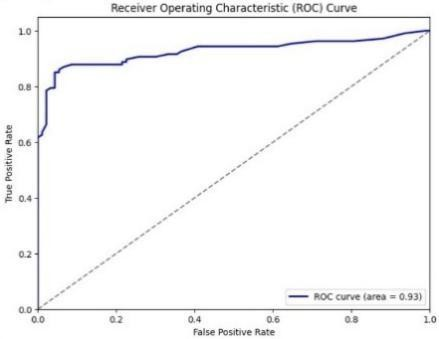 Receiver Operating Characteristic (ROC) Curve
True Positive Rate
1.0
0.8
0.6
0.4
0.2
0.0
0.0 0.2 0.4 0.6 0.8 1.0
False Positive Rate
ROC curve (area = 0.93)